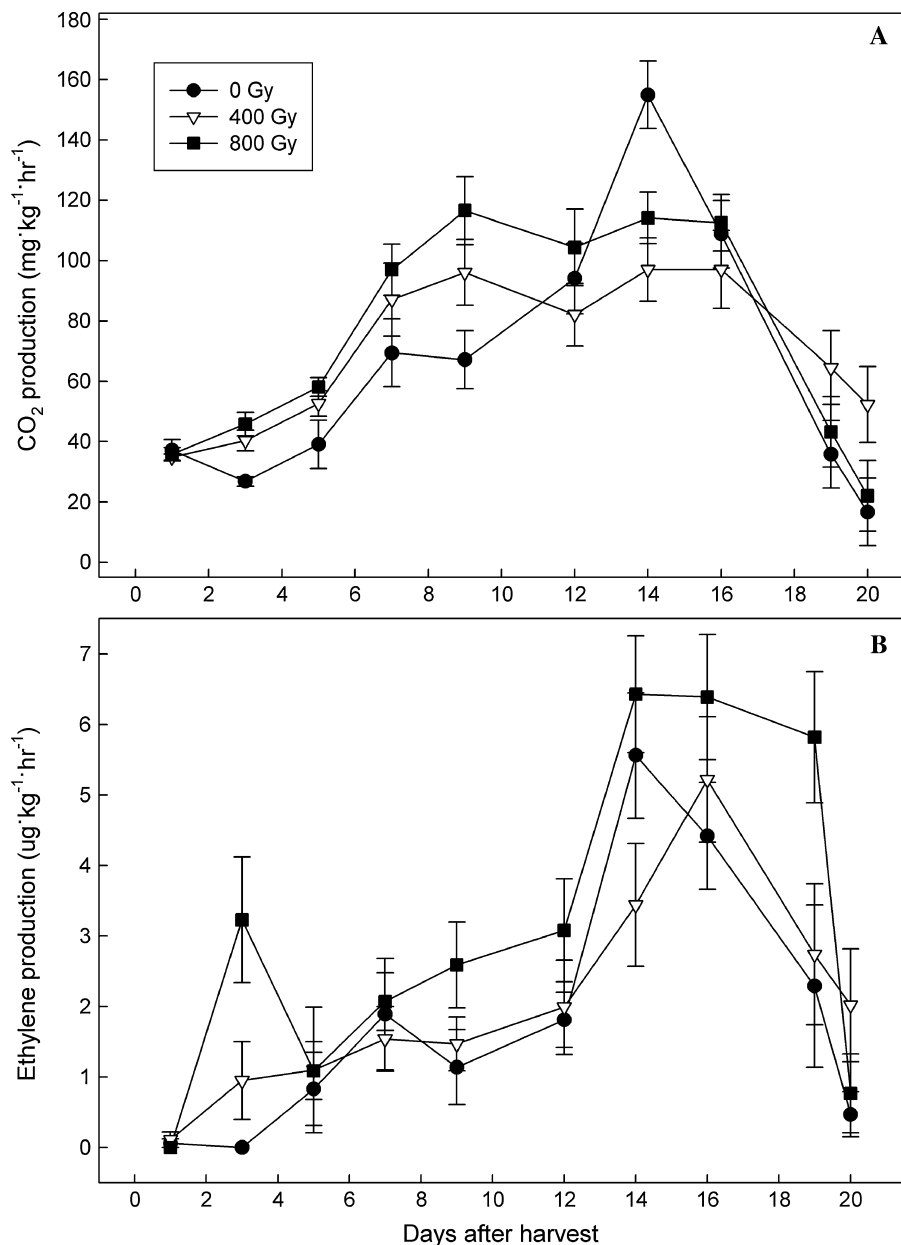 A
180
160
140
120
100
80
60
40
20
0
CO₂ production (mg·kg⁻¹·hr⁻¹)
0 Gy
400 Gy
800 Gy
0 2 4 6 8 10 12 14 16 18 20
B
7
6
5
4
3
2
1
0
Ethylene production (ug·kg⁻¹·hr⁻¹)
0 2 4 6 8 10 12 14 16 18 20
Days after harvest